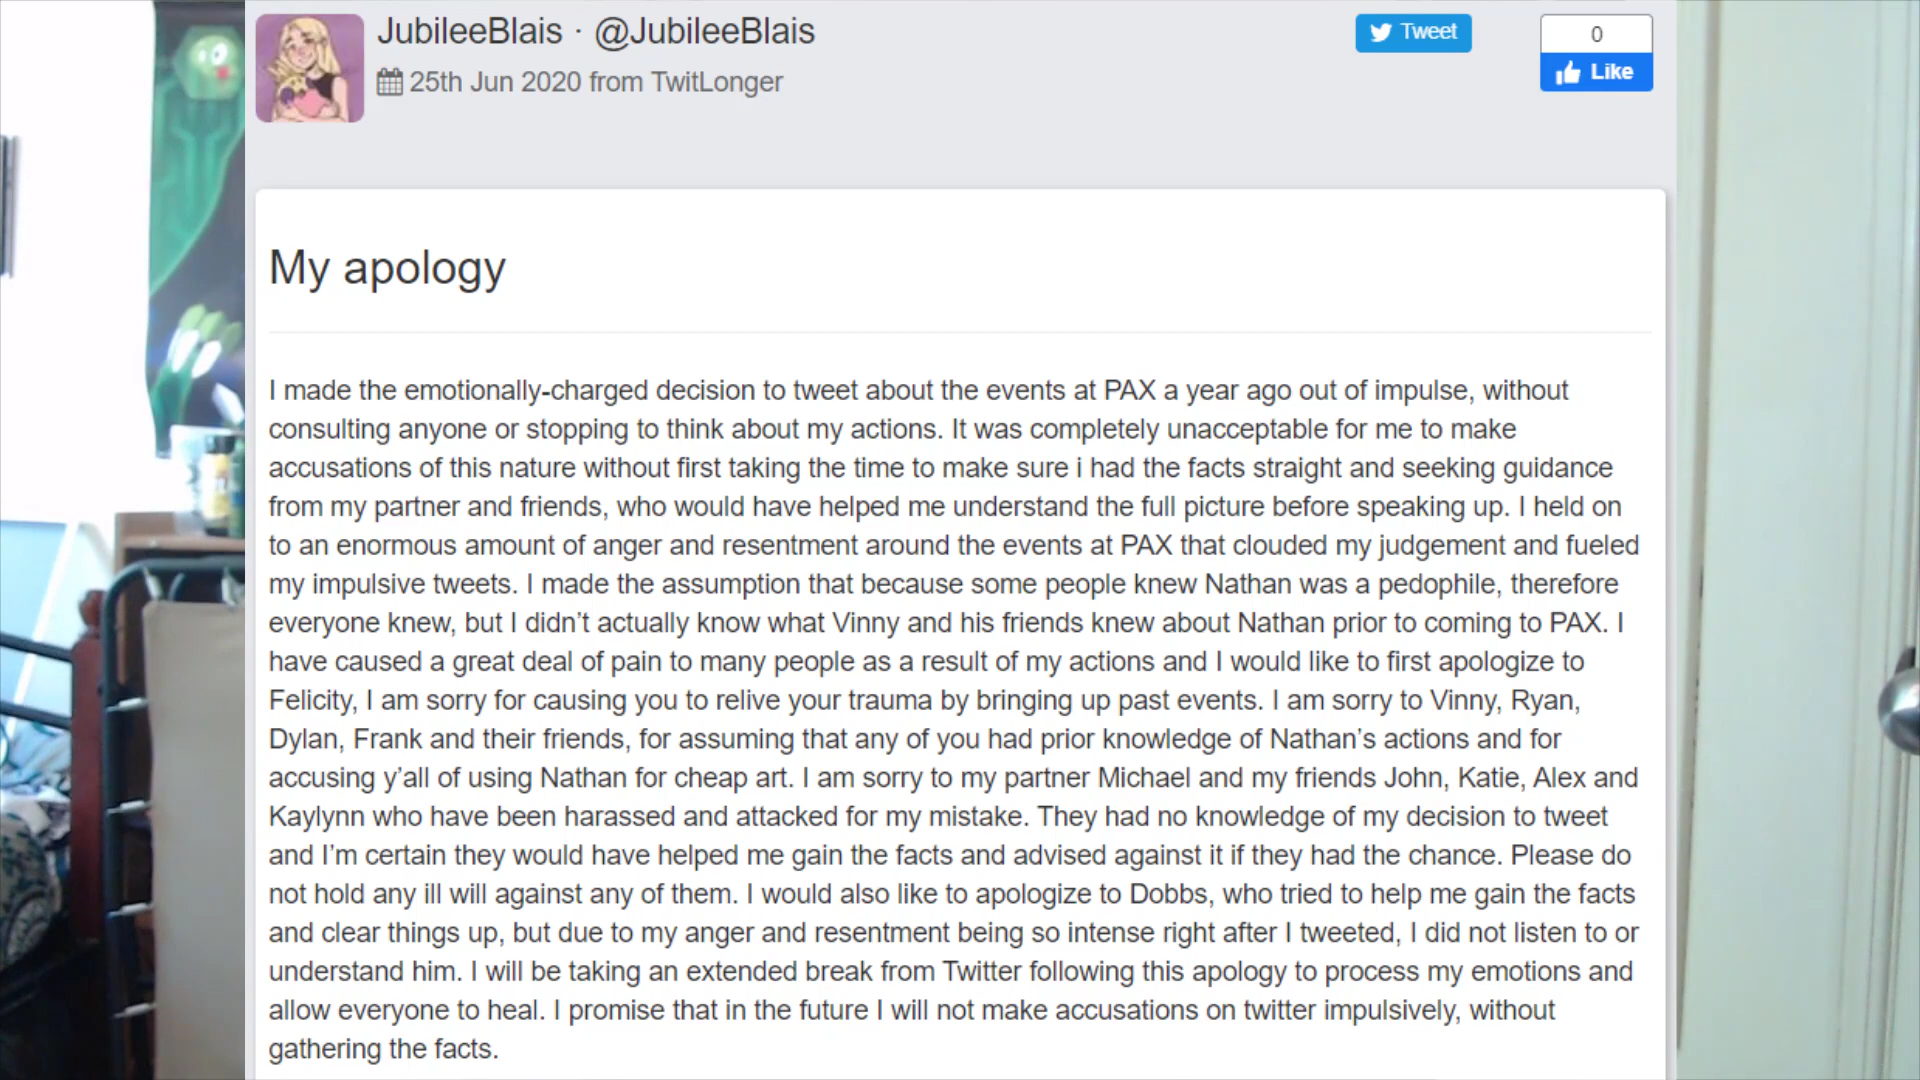 JubileeBlais · @JubileeBlais
Tweet
0
25th Jun 2020 from TwitLonger
Like
My apology
I made the emotionally-charged decision to tweet about the events at PAX a year ago out of impulse, without
consulting anyone or stopping to think about my actions. It was completely unacceptable for me to make
accusations of this nature without first taking the time to make sure i had the facts straight and seeking guidance
from my partner and friends, who would have helped me understand the full picture before speaking up. I held on
to an enormous amount of anger and resentment around the events at PAX that clouded my judgement and fueled
my impulsive tweets. I made the assumption that because some people knew Nathan was a pedophile, therefore
everyone knew, but I didn’t actually know what Vinny and his friends knew about Nathan prior to coming to PAX. I
have caused a great deal of pain to many people as a result of my actions and I would like to first apologize to
Felicity, I am sorry for causing you to relive your trauma by bringing up past events. I am sorry to Vinny, Ryan,
Dylan, Frank and their friends, for assuming that any of you had prior knowledge of Nathan’s actions and for
accusing y’all of using Nathan for cheap art. I am sorry to my partner Michael and my friends John, Katie, Alex and
Kaylynn who have been harassed and attacked for my mistake. They had no knowledge of my decision to tweet
and I’m certain they would have helped me gain the facts and advised against it if they had the chance. Please do
not hold any ill will against any of them. I would also like to apologize to Dobbs, who tried to help me gain the facts
and clear things up, but due to my anger and resentment being so intense right after I tweeted, I did not listen to or
understand him. I will be taking an extended break from Twitter following this apology to process my emotions and
allow everyone to heal. I promise that in the future I will not make accusations on twitter impulsively, without
gathering the facts.